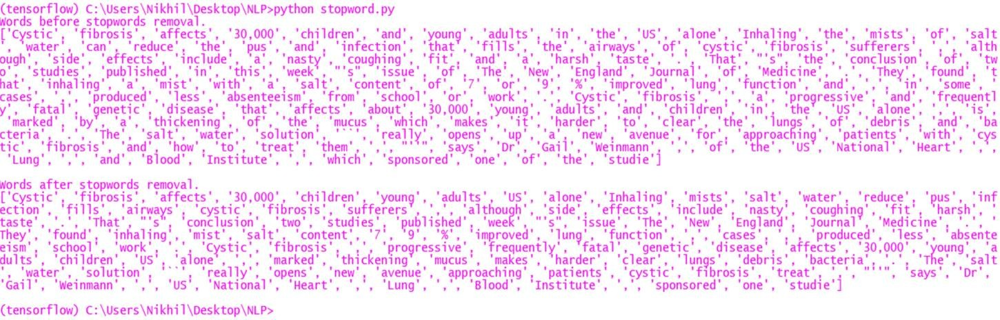 (tensorflow) C:\Users\Nikhil\Desktop\NLP>python stopword.py
Words before stopwords removal.
['Cystic', 'fibrosis', 'affects', '30,000', 'children', 'and', 'young', 'adults', 'in', 'the', 'US', 'alone', 'Inhaling', 'the', 'mists', 'of', 'salt
', 'water', 'can', 'reduce', 'the', 'pus', 'and', 'infection', 'that', 'fills', 'the', 'airways', 'of', 'cystic', 'fibrosis', 'sufferers', ',', 'alth
ough', 'side', 'effects', 'include', 'a', 'nasty', 'coughing', 'fit', 'and', 'a', 'harsh', 'taste', '.', 'That', "'s", 'the', 'conclusion', 'of', 'tw
o', 'studies', 'published', 'in', 'this', 'week', "'s", 'issue', 'of', 'The', 'New', 'England', 'Journal', 'of', 'Medicine', '.', 'They', 'found', 't
hat', 'inhaling', 'a', 'mist', 'with', 'a', 'salt', 'content', 'of', '7', 'or', '9', '%', 'improved', 'lung', 'function', 'and', ',', 'in', 'some', '
cases', ',', 'produced', 'less', 'absenteeism', 'from', 'school', 'or', 'work', '.', 'Cystic', 'fibrosis', ',', 'a', 'progressive', 'and', 'frequentl
y', 'fatal', 'genetic', 'disease', 'that', 'affects', 'about', '30,000', 'young', 'adults', 'and', 'children', 'in', 'the', 'US', 'alone', ',', 'is',
'marked', 'by', 'a', 'thickening', 'of', 'the', 'mucus', 'which', 'makes', 'it', 'harder', 'to', 'clear', 'the', 'lungs', 'of', 'debris', 'and', 'ba
cteria', '.', 'The', 'salt', 'water', 'solution', '``', 'really', 'opens', 'up', 'a', 'new', 'avenue', 'for', 'approaching', 'patients', 'with', 'cys
tic', 'fibrosis', 'and', 'how', 'to', 'treat', 'them', ',', "''", 'says', 'Dr', 'Gail', 'Weinmann', ',', 'of', 'the', 'US', 'National', 'Heart', ',',
'Lung', ',', 'and', 'Blood', 'Institute', ',', 'which', 'sponsored', 'one', 'of', 'the', 'studie']
Words after stopwords removal.
['Cystic', 'fibrosis', 'affects', '30,000', 'children', 'young', 'adults', 'US', 'alone', 'Inhaling', 'mists', 'salt', 'water', 'reduce', 'pus', 'inf
ection', 'fills', 'airways', 'cystic', 'fibrosis', 'sufferers', ',', 'although', 'side', 'effects', 'include', 'nasty', 'coughing', 'fit', 'harsh', '
taste', '.', 'That', "'s", 'conclusion', 'two', 'studies', 'published', 'week', "'s", 'issue', 'The', 'New', 'England', 'Journal', 'Medicine', '.', '
They', 'found', 'inhaling', 'mist', 'salt', 'content', '7', '9', '%', 'improved', 'lung', 'function', ',', 'cases', ',', 'produced', 'less', 'absente
eism', 'school', 'work', '.', 'Cystic', 'fibrosis', ',', 'progressive', 'frequently', 'fatal', 'genetic', 'disease', 'affects', '30,000', 'young', 'a
dults', 'children', 'US', 'alone', ',', 'marked', 'thickening', 'mucus', 'makes', 'harder', 'clear', 'lungs', 'debris', 'bacteria', '.', 'The', 'salt
', 'water', 'solution', '``', 'really', 'opens', 'new', 'avenue', 'approaching', 'patients', 'cystic', 'fibrosis', 'treat', ',', "''", 'says', 'Dr',
'Gail', 'Weinmann', ',', 'US', 'National', 'Heart', ',', 'Lung', ',', 'Blood', 'Institute', ',', 'sponsored', 'one', 'studie']
(tensorflow) C:\Users\Nikhil\Desktop\NLP>